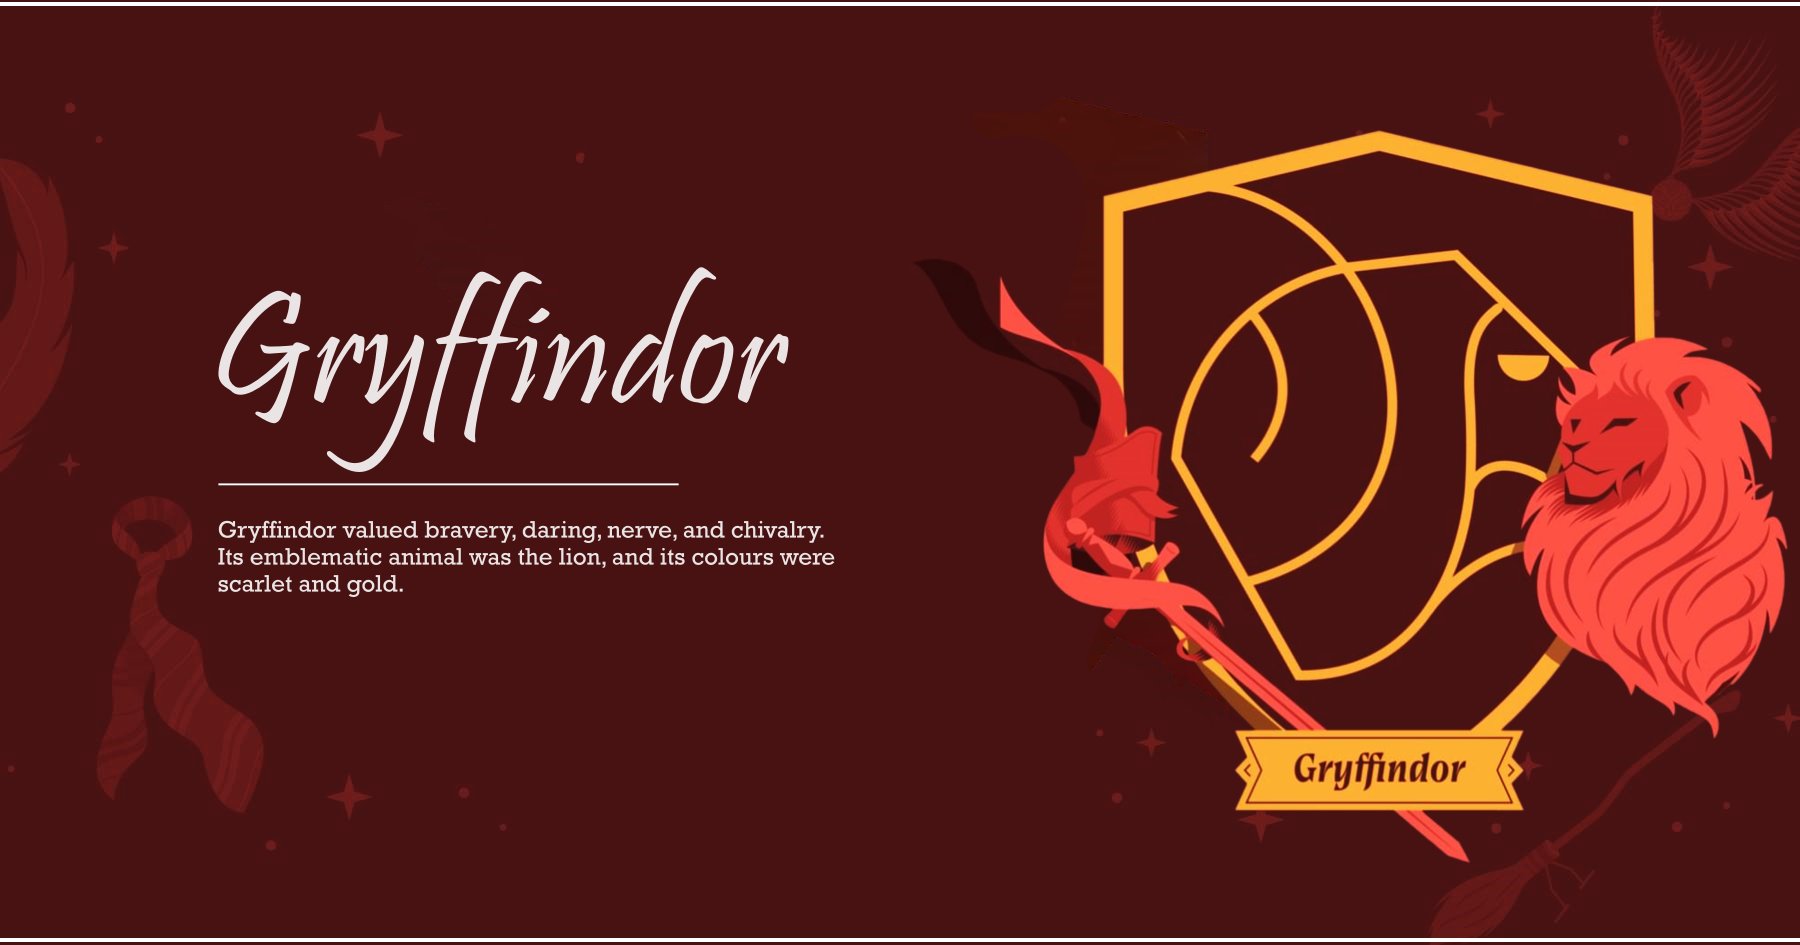 Gryffindor
Gryffindor valued bravery, daring, nerve, and chivalry.
Its emblematic animal was the lion, and its colours were
scarlet and gold.
Gryffindor